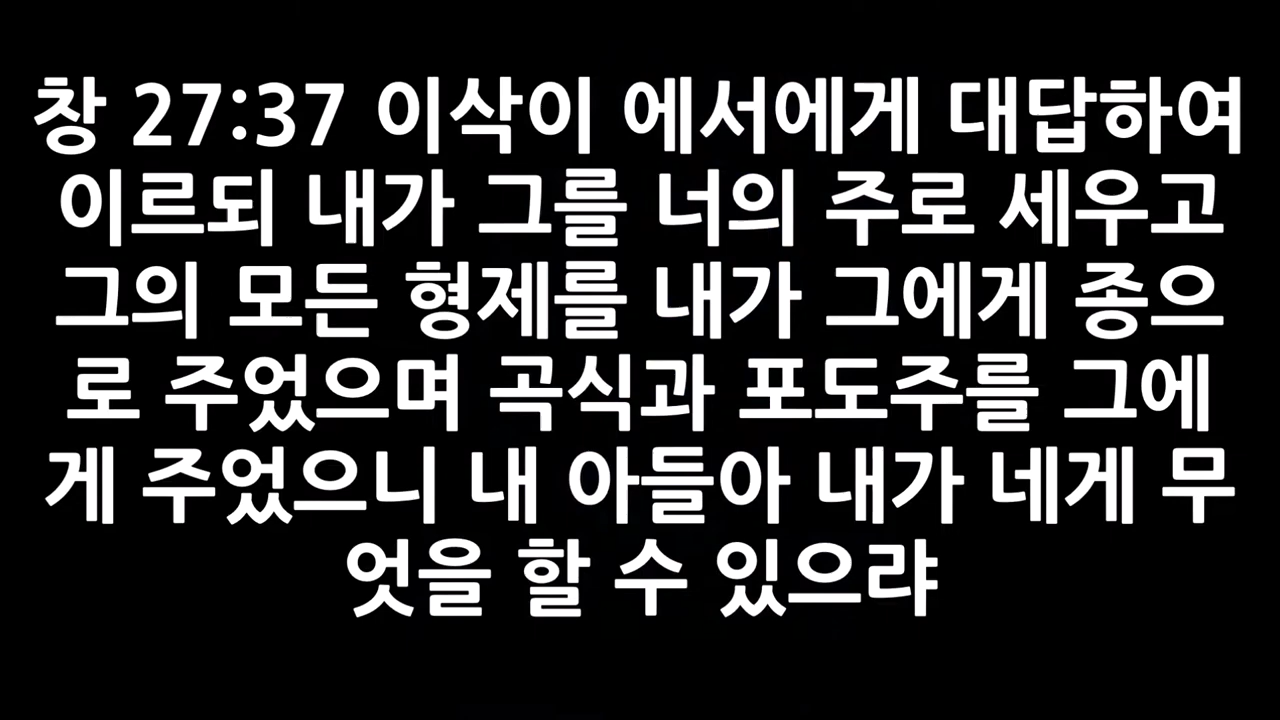 창 27:37 이삭이 에서에게 대답하여
이르되 내가 그를 너의 주로 세우고
그의 모든 형제를 내가 그에게 종으
로 주었으며 곡식과 포도주를 그에
게 주었으니 내 아들아 내가 네게 무
엇을 할 수 있으랴